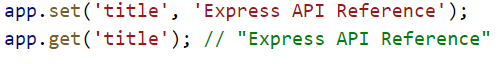 app.set('title', 'Express API Reference');
app.get('title'); // "Express API Reference"